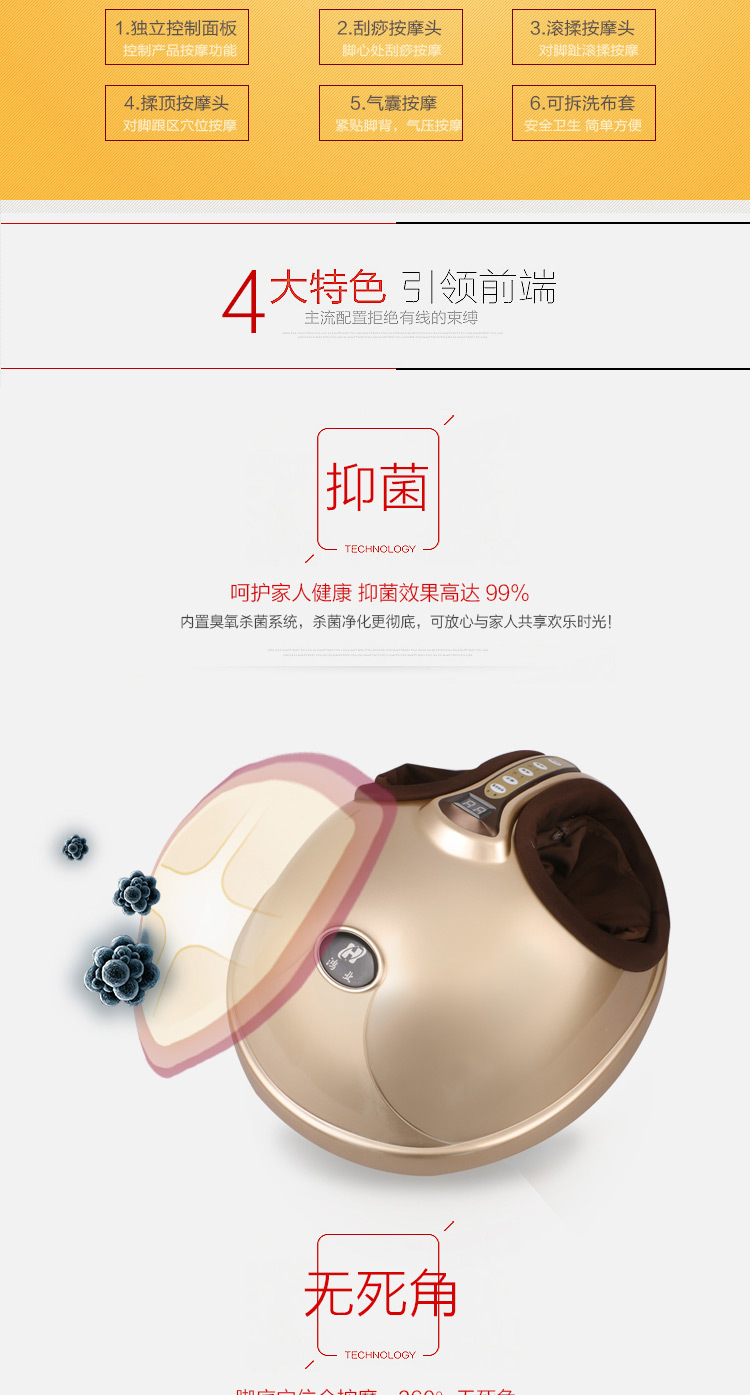 1.独立控制面板
控制产品按摩功能
2.刮痧按摩头
脚心处刮痧按摩
3.滚揉按摩头
对脚趾滚揉按摩
4.揉顶按摩头
对脚跟区穴位按摩
5.气囊按摩
紧贴脚背，气压按摩
6.可拆洗布套
安全卫生 简单方便
4大特色 引领前端
主流配置拒绝有线的束缚
抑菌
TECHNOLOGY
呵护家人健康 抑菌效果高达 99%
内置臭氧杀菌系统，杀菌净化更彻底，可放心与家人共享欢乐时光！
鸿业
无死角
TECHNOLOGY